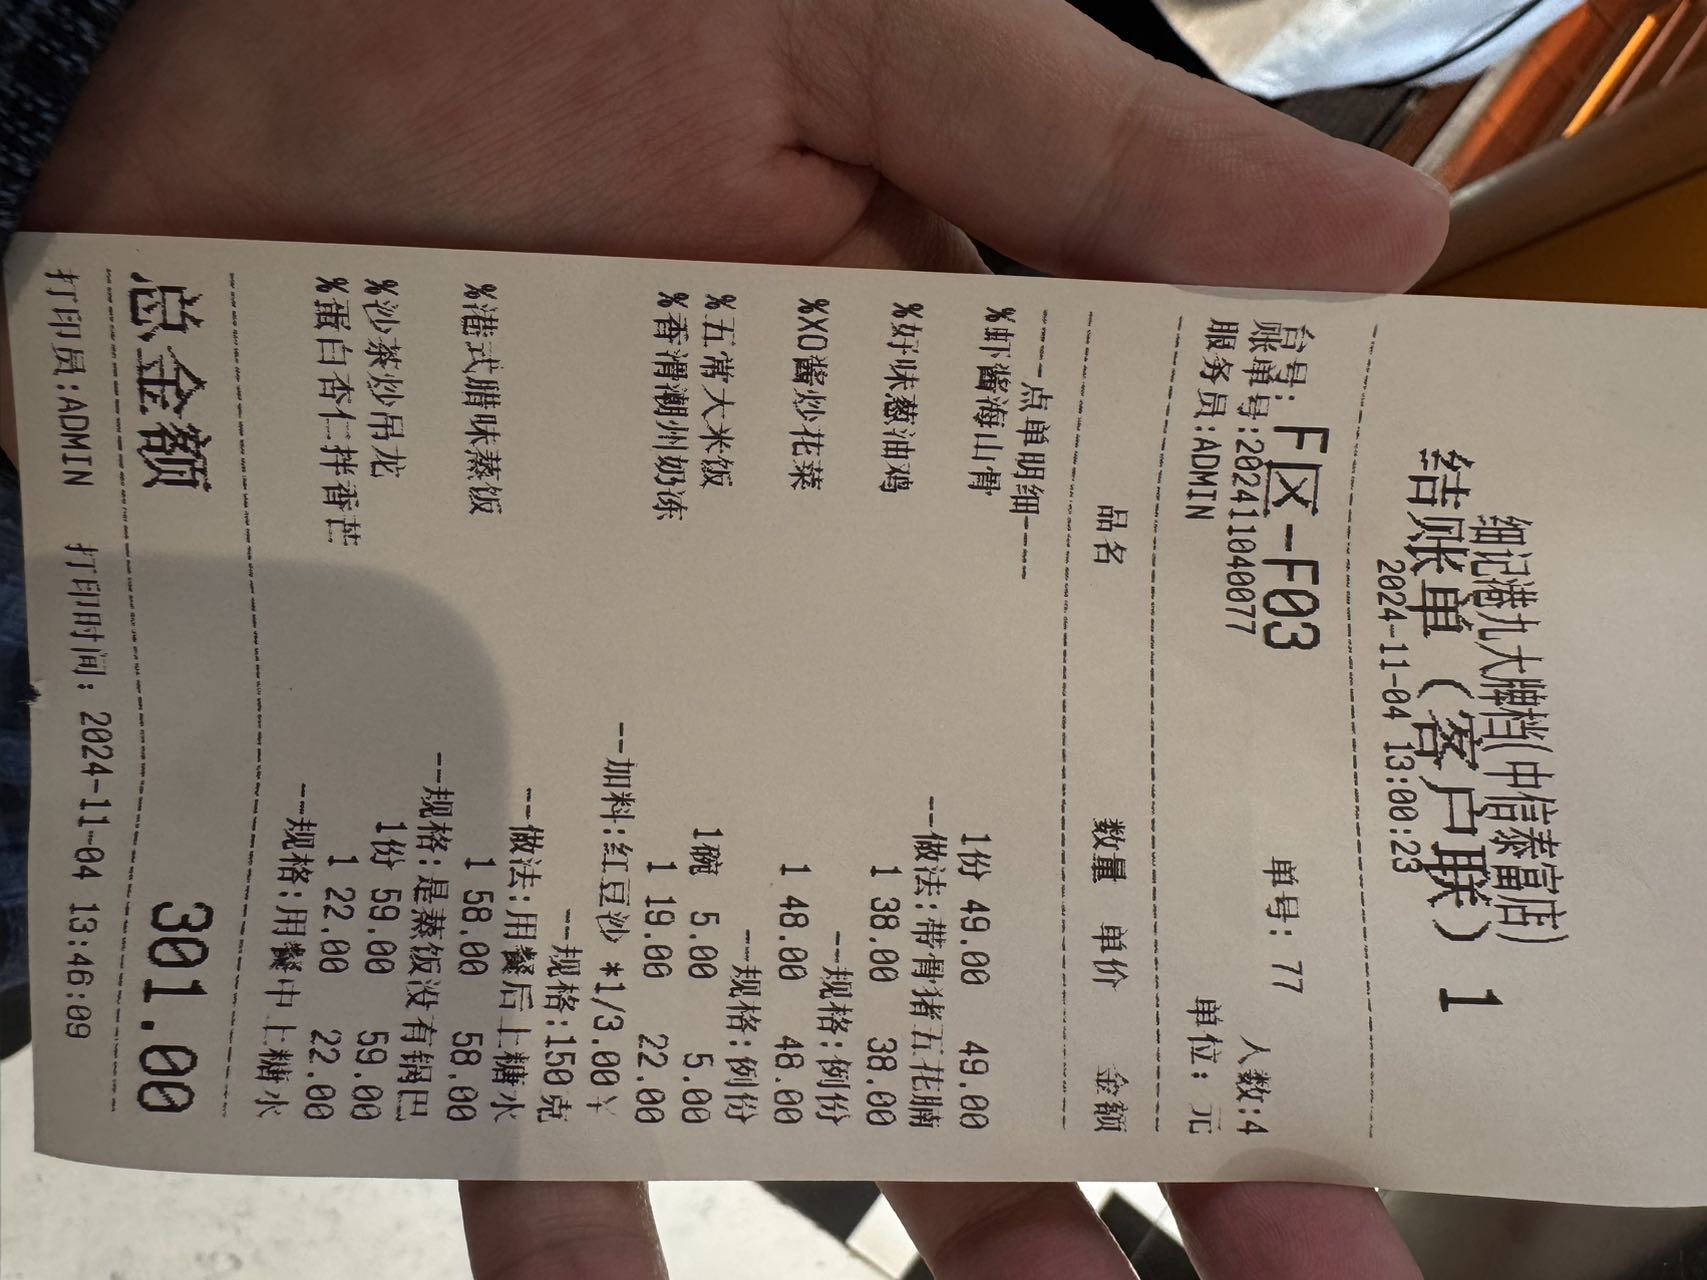 细记港九大牌档(中信泰富店)
结账单(客户联) 1
2024-11-04 13:00:23
台号: F区-F03 单号: 77
账单号:2024110400077 人数:4
服务员:ADMIN 单位: 元
品名 数量 单价 金额
----点单明细----
%虾酱海山骨 1份 49.00 49.00
--做法:带骨猪五花腩
%好味葱油鸡 1 38.00 38.00
--规格:例份
%XO酱炒花菜 1 48.00 48.00
--规格:例份
%五常大米饭 1碗 5.00 5.00
%香滑潮州奶冻 1 19.00 22.00
--加料:红豆沙 *1/3.00 ￥
--规格:150克
--做法:用餐后上糖水
%港式腊味蒸饭 1 58.00 58.00
--规格:是蒸饭没有锅巴
%沙茶炒吊龙 1份 59.00 59.00
%蛋白杏仁拌香芒 1 22.00 22.00
--规格:用餐中上糖水
总金额 301.00
打印员:ADMIN 打印时间: 2024-11-04 13:46:09